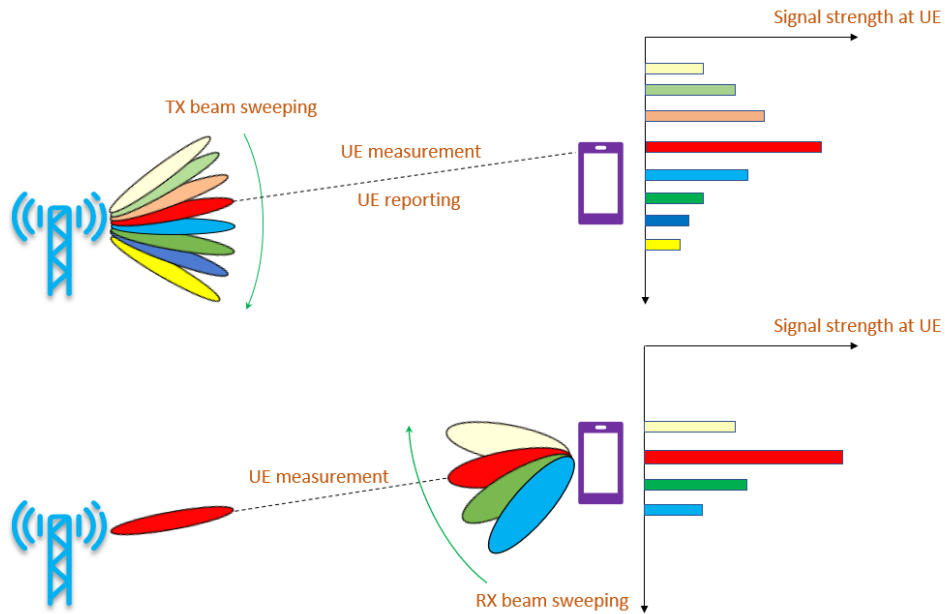 Signal strength at UE
TX beam sweeping
UE measurement
UE reporting
Signal strength at UE
UE measurement
RX beam sweeping